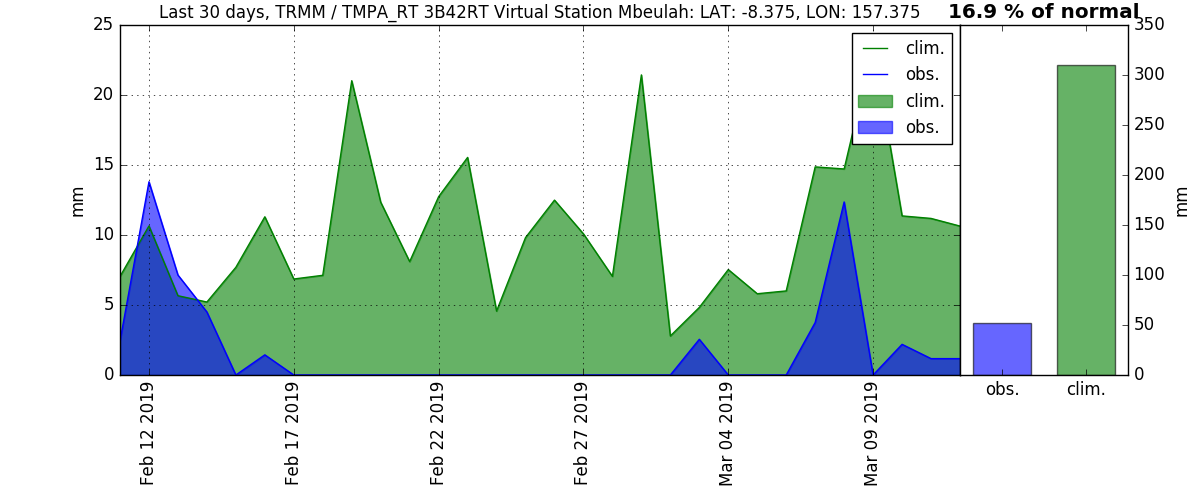 Last 30 days, TRMM / TMPA_RT 3B42RT Virtual Station Mbeulah: LAT: -8.375, LON: 157.375
16.9 % of normal
25
20
15
10
5
0
mm
clim.
obs.
clim.
obs.
Feb 12 2019
Feb 17 2019
Feb 22 2019
Feb 27 2019
Mar 04 2019
Mar 09 2019
350
300
250
200
150
100
50
0
mm
obs.
clim.